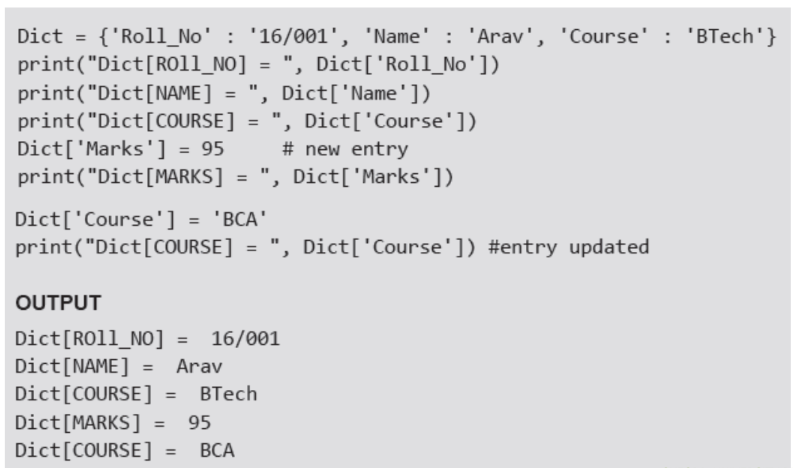 Dict = {'Roll_No' : '16/001', 'Name' : 'Arav', 'Course' : 'BTech'}
print("Dict[ROll_NO] = ", Dict['Roll_No'])
print("Dict[NAME] = ", Dict['Name'])
print("Dict[COURSE] = ", Dict['Course'])
Dict['Marks'] = 95     # new entry
print("Dict[MARKS] = ", Dict['Marks'])
Dict['Course'] = 'BCA'
print("Dict[COURSE] = ", Dict['Course']) #entry updated
OUTPUT
Dict[ROll_NO] =  16/001
Dict[NAME] =  Arav
Dict[COURSE] =  BTech
Dict[MARKS] =  95
Dict[COURSE] =  BCA